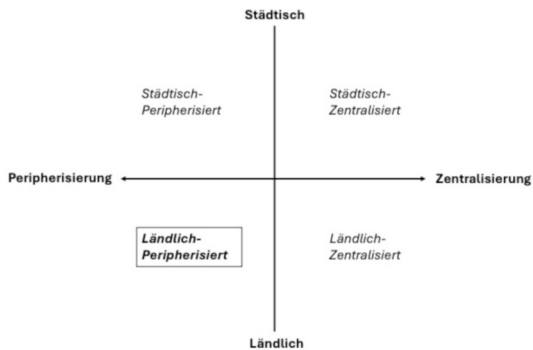 Städtisch
Städtisch-
Peripherisiert
Städtisch-
Zentralisiert
Peripherisierung
Zentralisierung
Ländlich-
Peripherisiert
Ländlich-
Zentralisiert
Ländlich